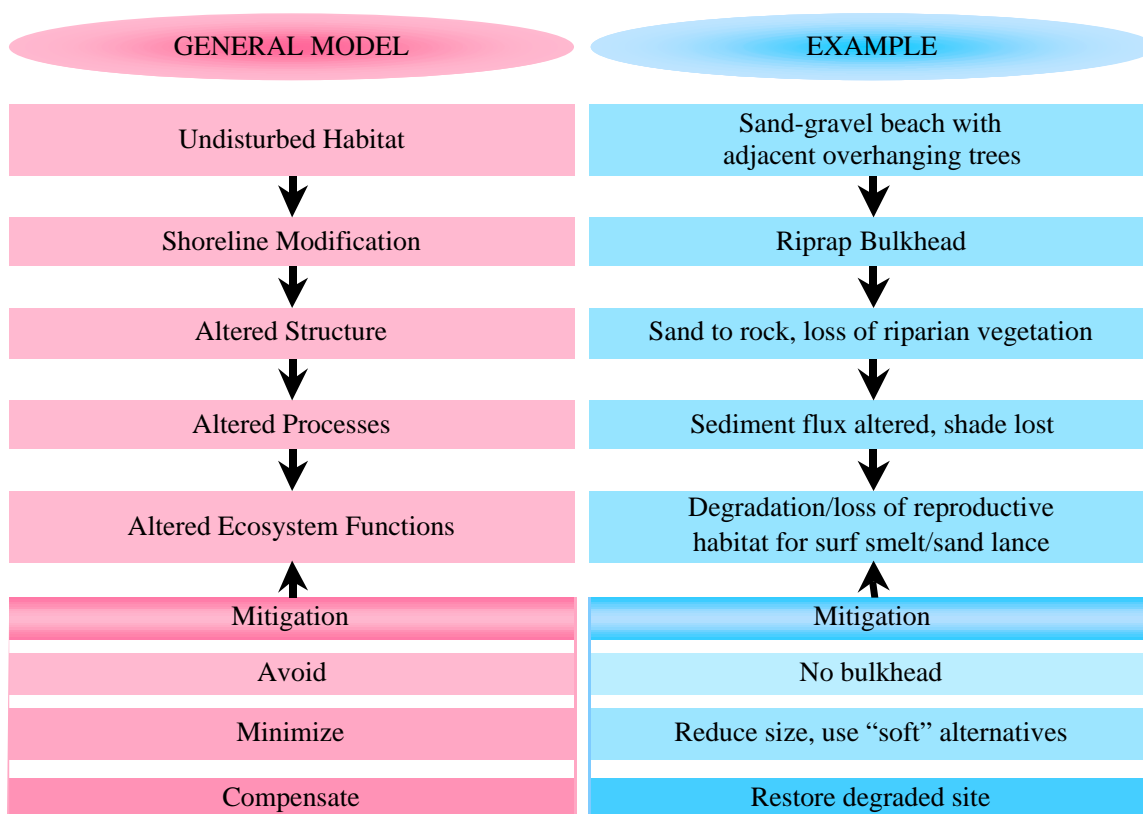 GENERAL MODEL
EXAMPLE
Undisturbed Habitat
Sand-gravel beach with
adjacent overhanging trees
Shoreline Modification
Riprap Bulkhead
Altered Structure
Sand to rock, loss of riparian vegetation
Altered Processes
Sediment flux altered, shade lost
Altered Ecosystem Functions
Degradation/loss of reproductive
habitat for surf smelt/sand lance
Mitigation
Mitigation
Avoid
No bulkhead
Minimize
Reduce size, use “soft” alternatives
Compensate
Restore degraded site